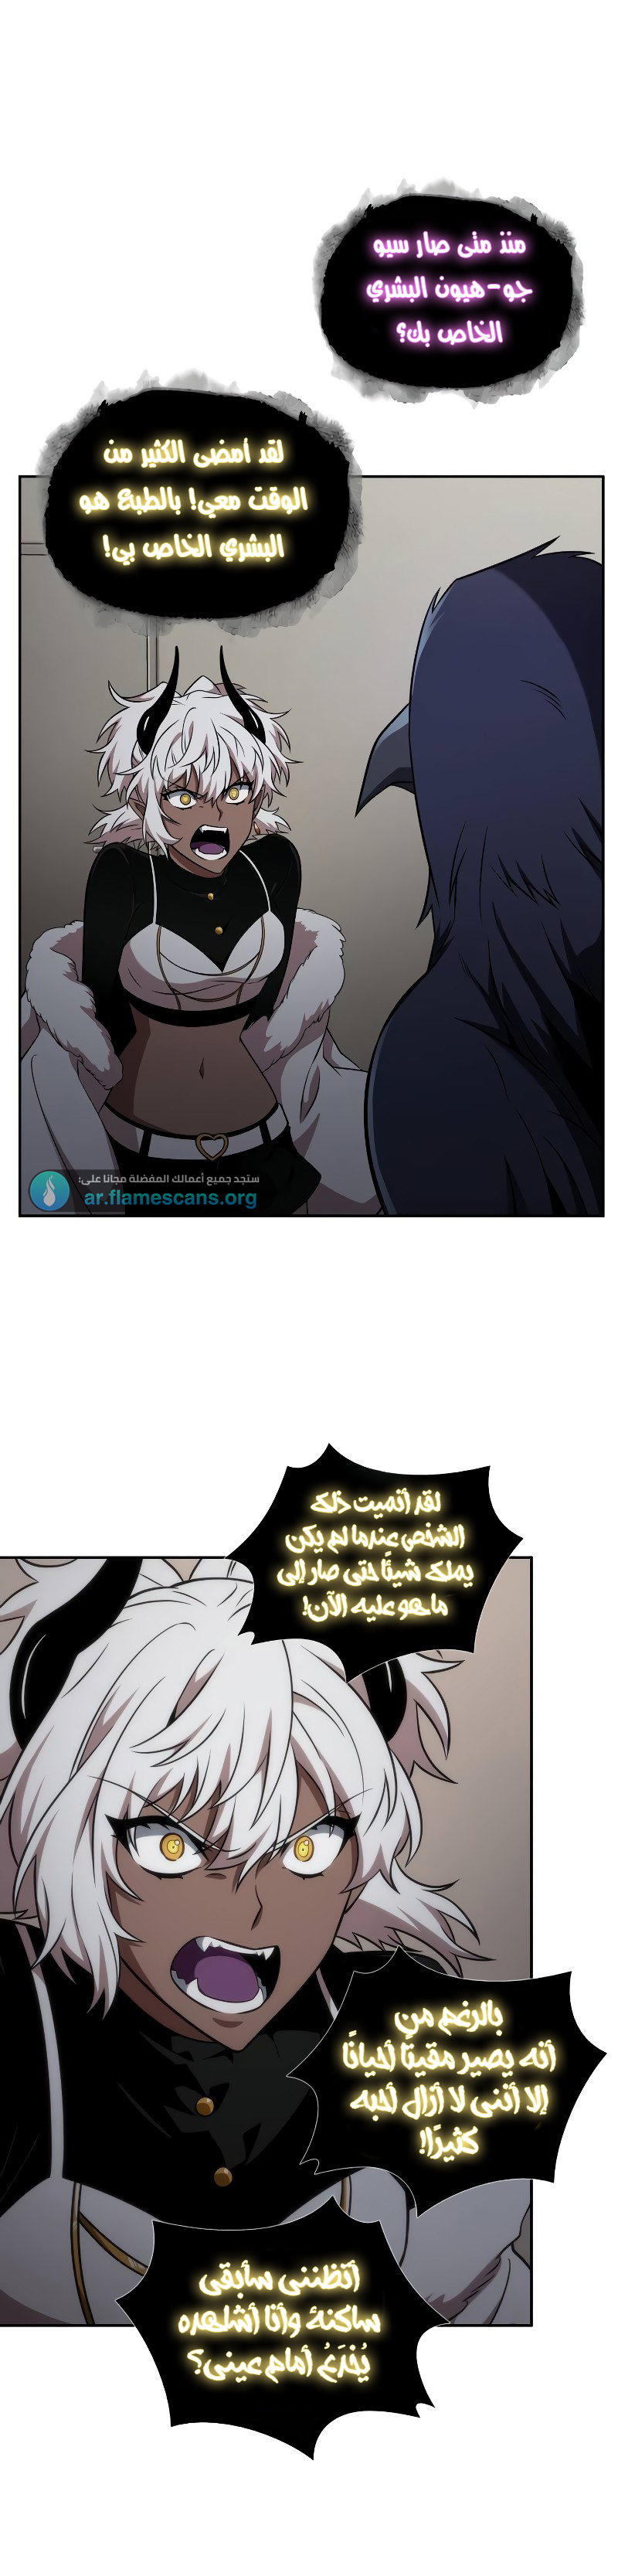 منذ متى صار سيو
جو-هيون البشري
الخاص بك؟
لقد أمضى الكثير من
الوقت معي! بالطبع هو
البشري الخاص بي!
ستجد جميع أعمالك المفضلة مجانا على:
ar.flamescans.org
لقد أنميت ذلك
الشخص عندما لم يكن
يملك شيئًا حتى صار إلى
ما هو عليه الآن!
بالرغم من
أنه يصير مقيتًا أحيانًا
إلا أنني لا أزال أحبه
كثيرًا!
أتظنني سأبقى
ساكنة وأنا أشاهده
يُخدَعُ أمام عيني؟